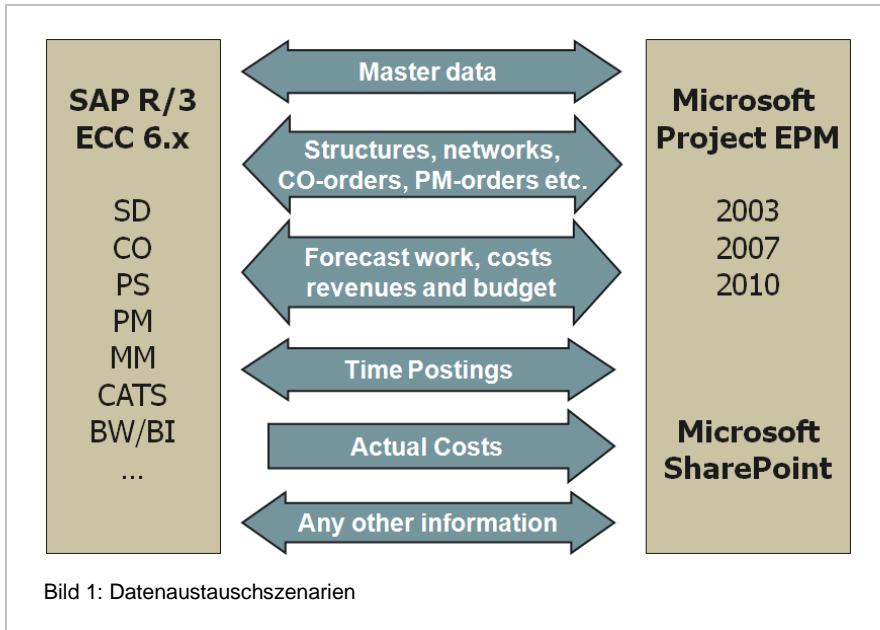 SAP R/3
ECC 6.x
SD
CO
PS
PM
MM
CATS
BW/BI
...
Master data
Structures, networks,
CO-orders, PM-orders etc.
Forecast work, costs
revenues and budget
Time Postings
Actual Costs
Any other information
Microsoft
Project EPM
2003
2007
2010
Microsoft
SharePoint
Bild 1: Datenaustauschszenarien